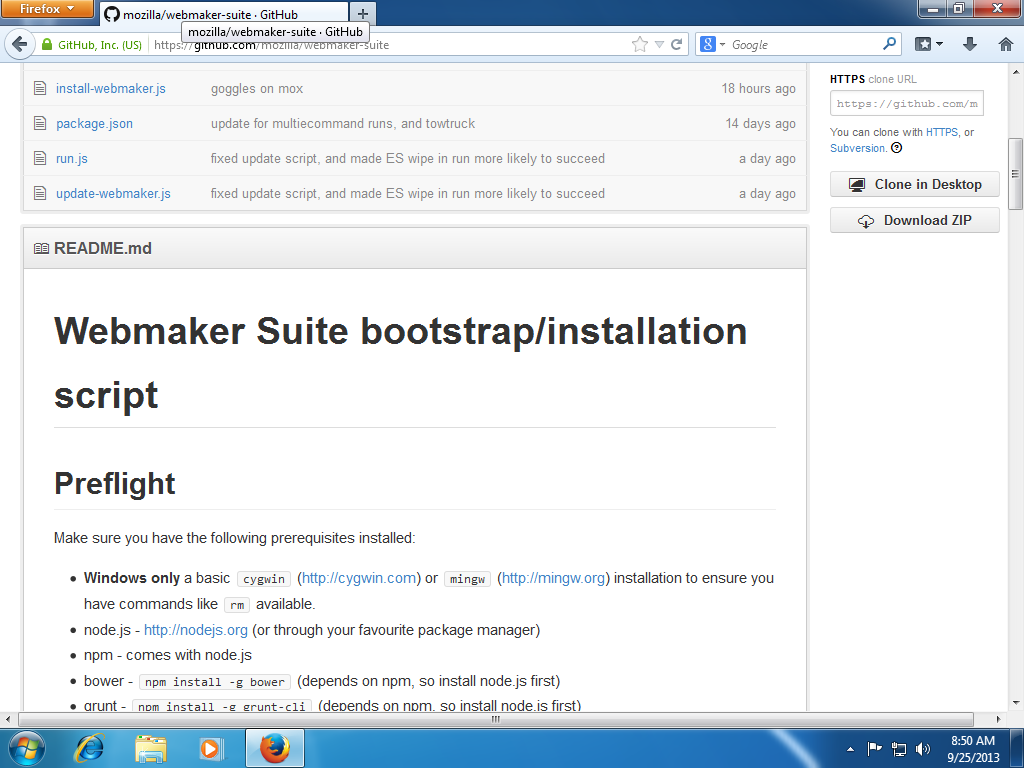 Firefox
mozilla/webmaker-suite · GitHub
mozilla/webmaker-suite · GitHub
GitHub, Inc. (US)
https://github.com/mozilla/webmaker-suite
Google
install-webmaker.js goggles on mox 18 hours ago
package.json update for multiecommand runs, and towtruck 14 days ago
run.js fixed update script, and made ES wipe in run more likely to succeed a day ago
update-webmaker.js fixed update script, and made ES wipe in run more likely to succeed a day ago
HTTPS clone URL
https://github.com/m
You can clone with HTTPS, or
Subversion.
Clone in Desktop
Download ZIP
README.md
Webmaker Suite bootstrap/installation
script
Preflight
Make sure you have the following prerequisites installed:
• Windows only a basic cygwin (http://cygwin.com) or mingw (http://mingw.org) installation to ensure you
have commands like rm available.
• node.js - http://nodejs.org (or through your favourite package manager)
• npm - comes with node.js
• bower - npm install -g bower (depends on npm, so install node.js first)
• grunt - npm install -g grunt-cli (depends on npm, so install node.js first)
8:50 AM
9/25/2013